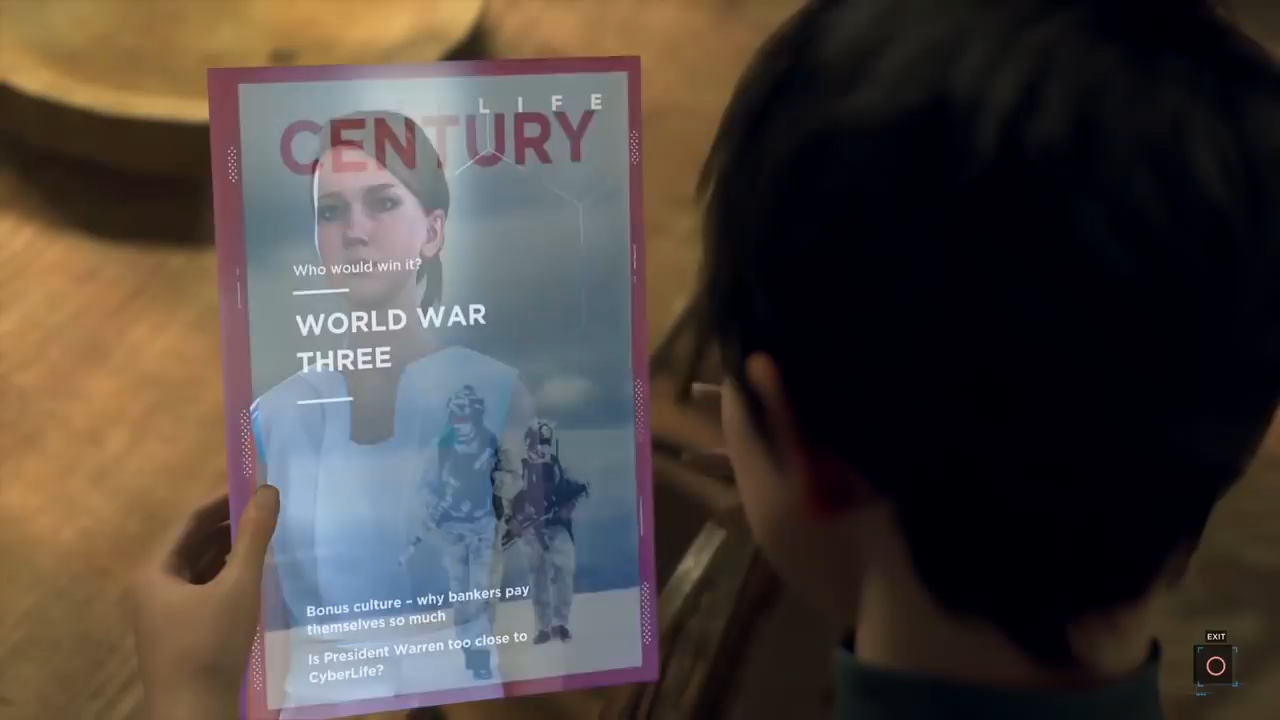 LIFE
CENTURY
Who would win it?
WORLD WAR
THREE
Bonus culture – why bankers pay
themselves so much
Is President Warren too close to
CyberLife?
EXIT